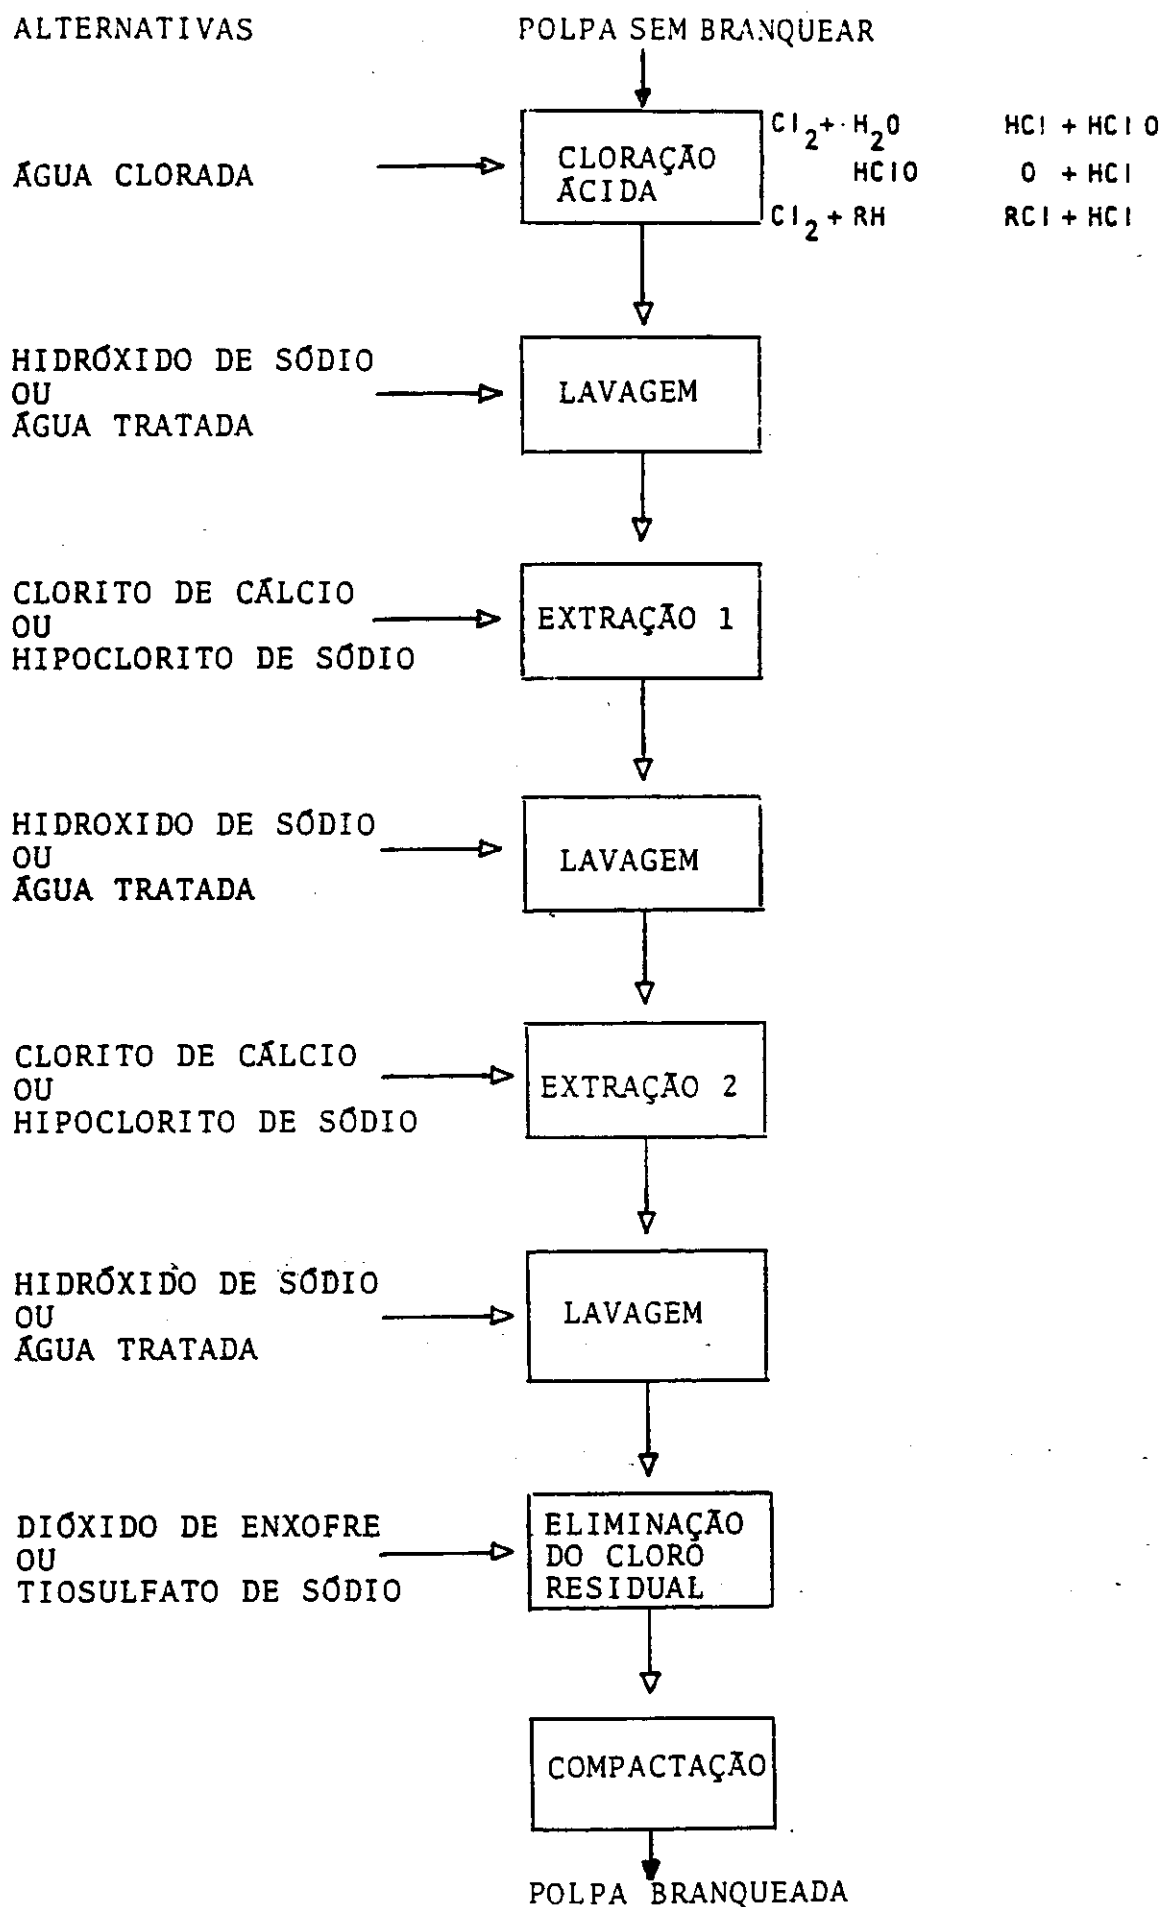 ALTERNATIVAS
POLPA SEM BRANQUEAR
ÁGUA CLORADA
CLORAÇÃO
ÁCIDA
Cl2 + H2O HCl + HClO
HClO O + HCl
Cl2 + RH RCl + HCl
HIDRÓXIDO DE SÓDIO
OU
ÁGUA TRATADA
LAVAGEM
CLORITO DE CÁLCIO
OU
HIPOCLORITO DE SÓDIO
EXTRAÇÃO 1
HIDROXIDO DE SÓDIO
OU
ÁGUA TRATADA
LAVAGEM
CLORITO DE CÁLCIO
OU
HIPOCLORITO DE SÓDIO
EXTRAÇÃO 2
HIDRÓXIDO DE SÓDIO
OU
ÁGUA TRATADA
LAVAGEM
DIÓXIDO DE ENXOFRE
OU
TIOSULFATO DE SÓDIO
ELIMINAÇÃO
DO CLORO
RESIDUAL
COMPACTAÇÃO
POLPA BRANQUEADA